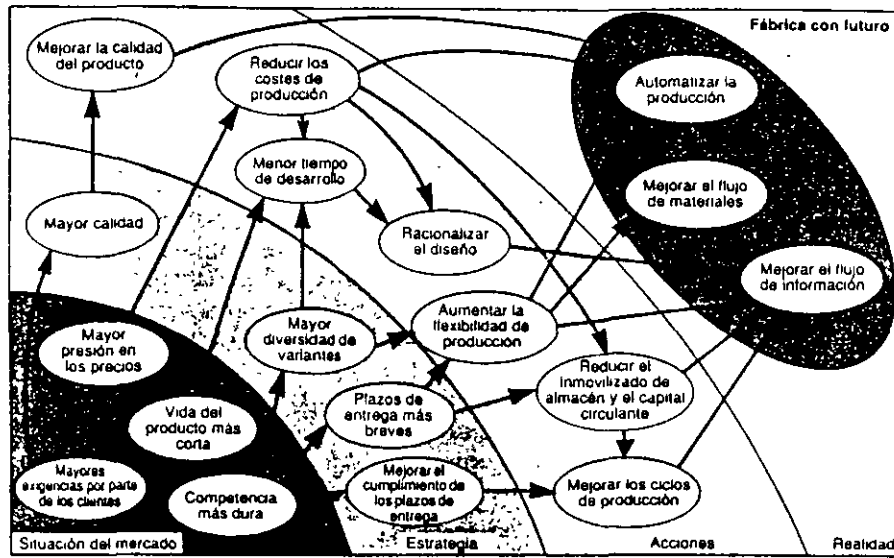 Fábrica con futuro
Mejorar la calidad
del producto
Reducir los
costes de
producción
Automatizar la
producción
Menor tiempo
de desarrollo
Mejorar el flujo
de materiales
Mayor calidad
Racionalizar
el diseño
Mejorar el flujo
de información
Mayor
presión en
los precios
Mayor
diversidad de
variantes
Aumentar la
flexibilidad de
producción
Reducir el
inmovilizado de
almacén y el capital
circulante
Vida del
producto más
corta
Plazos de
entrega más
breves
Mayores
exigencias por parte
de los clientes
Competencia
más dura
Mejorar el
cumplimiento de
los plazos de
entrega
Mejorar los ciclos
de producción
Situación del mercado
Estrategia
Acciones
Realidad